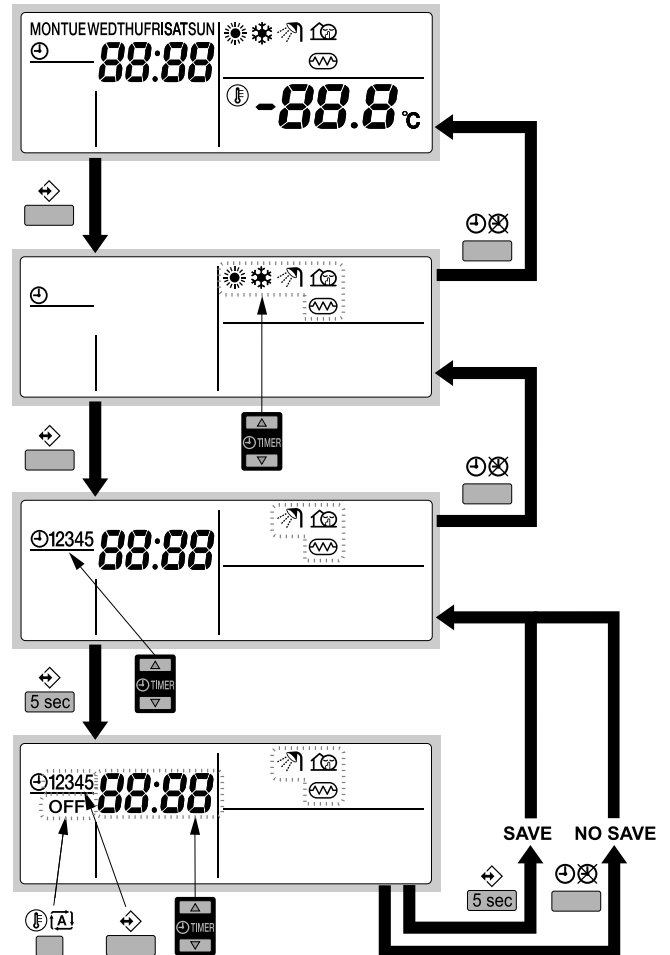 MONTUEWEDTHUFRISATSUN
88:88
-88.8 °C
TIMER
12345 88:88
TIMER
5 sec
12345 88:88
OFF
SAVE NO SAVE
5 sec
A
TIMER